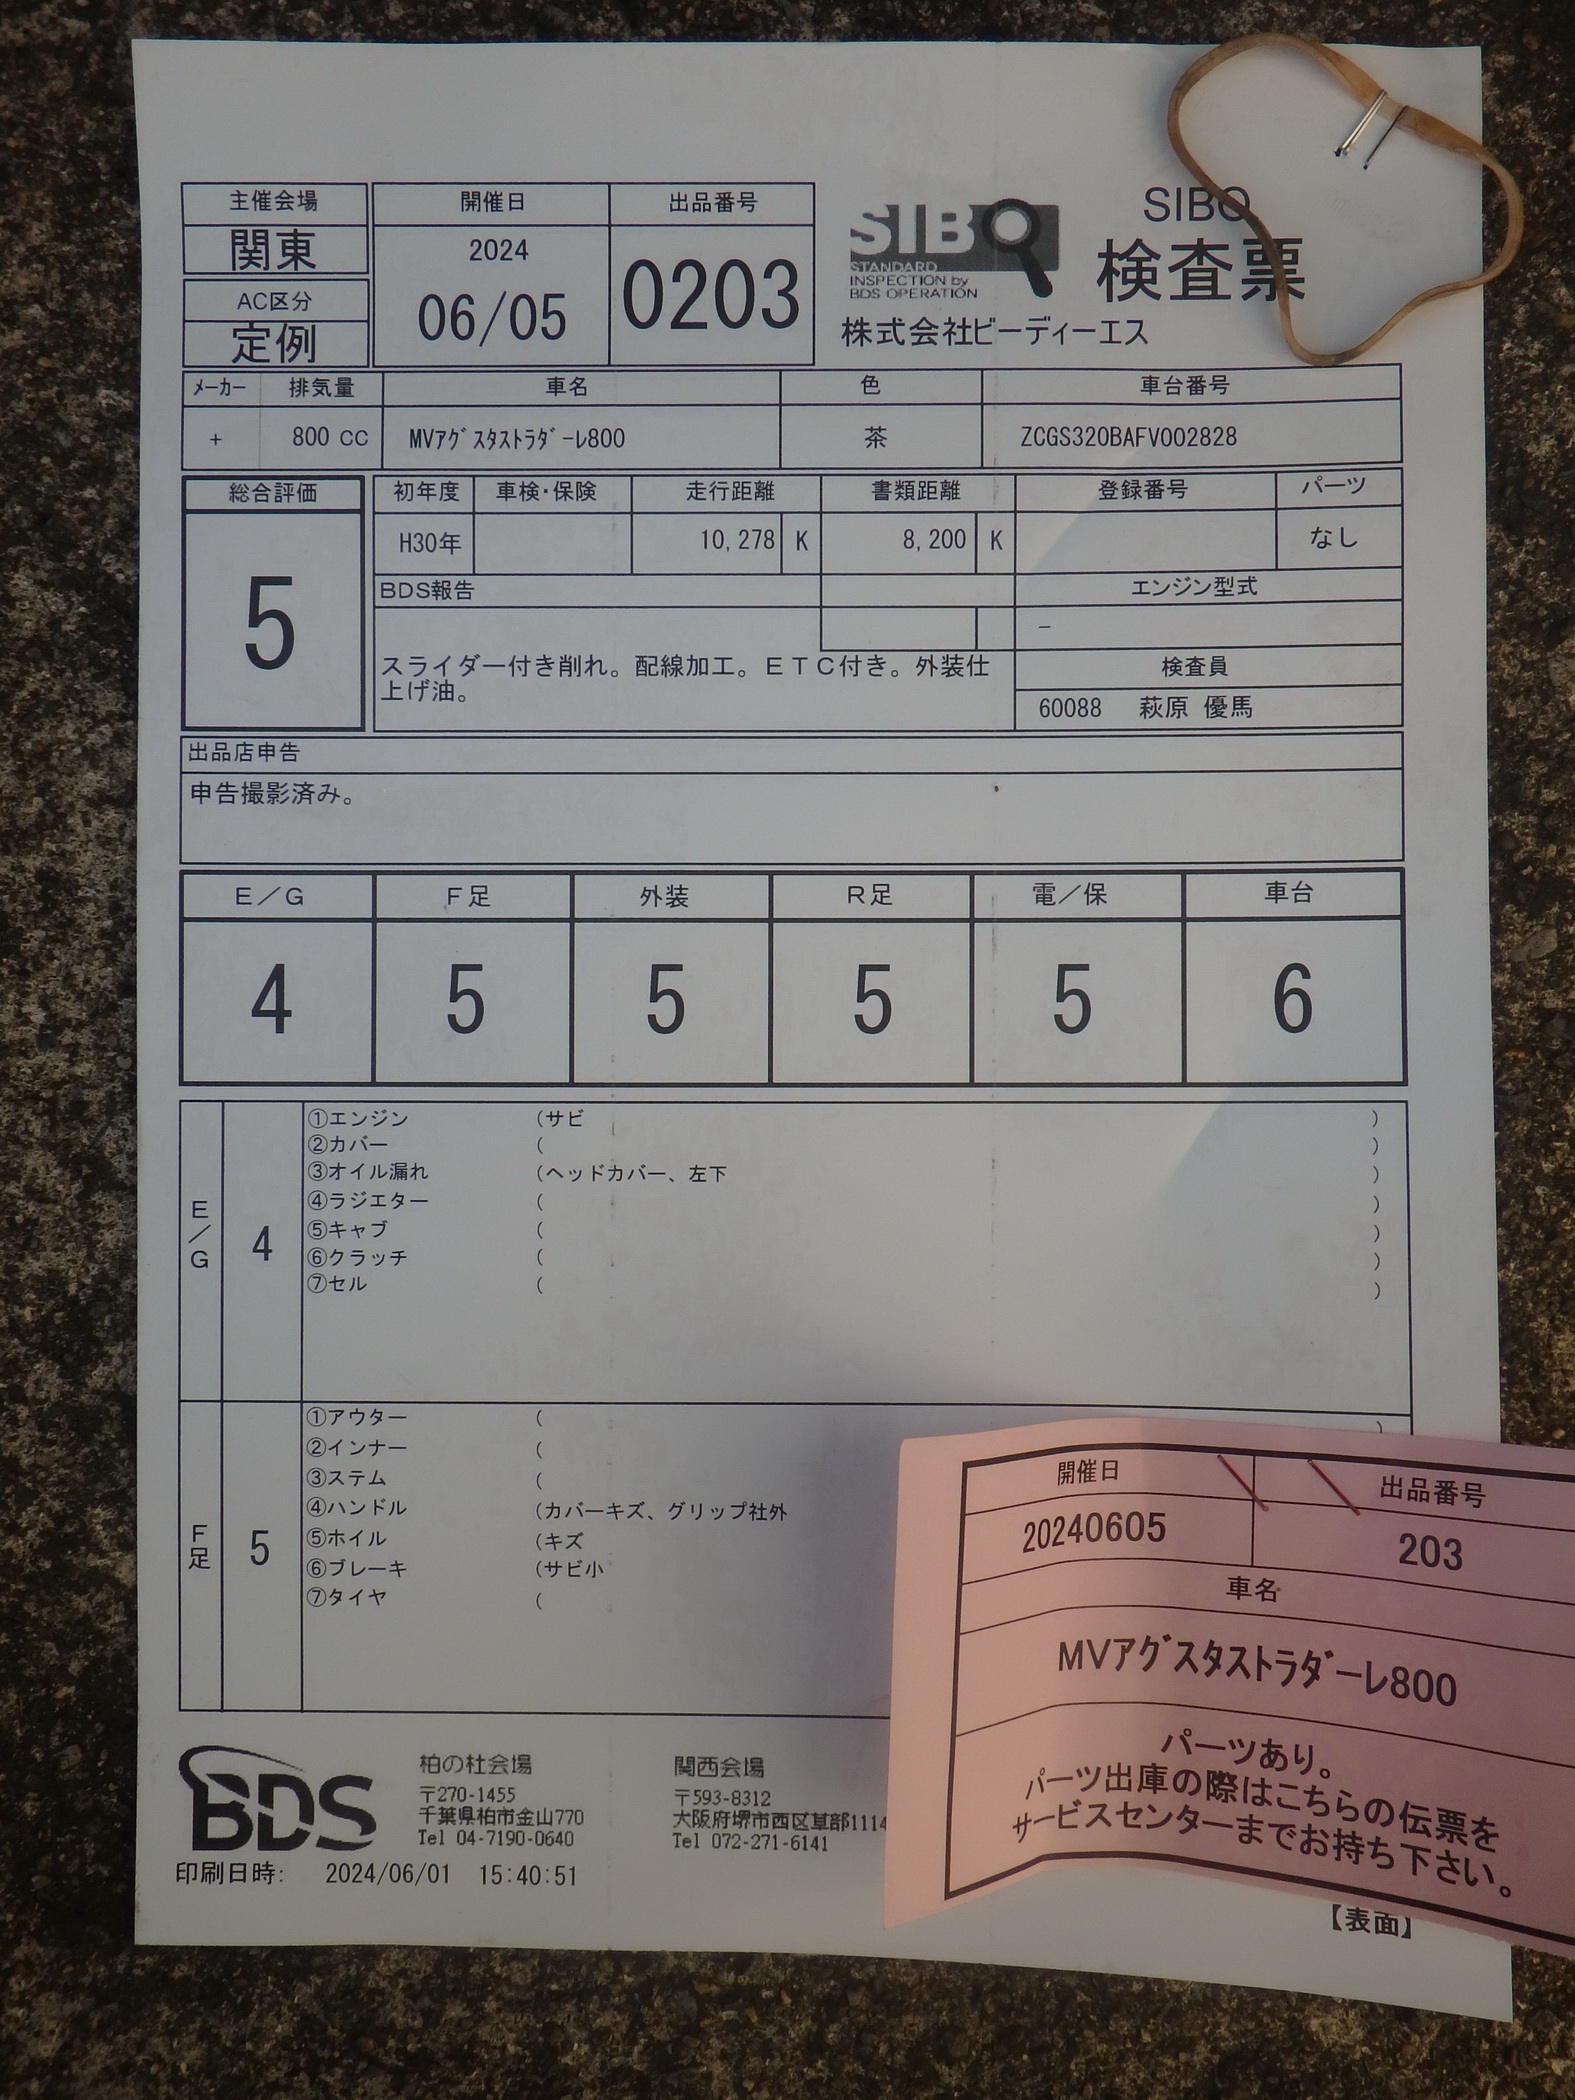 主催会場 開催日 出品番号
関東 2024 06/05 0203
AC区分
定例
SIBO
STANDARD
INSPECTION by
BDS OPERATION
SIBO
検査票
株式会社ビーディーエス
メーカー 排気量 車名 色 車台番号
+ 800 CC MVアグスタストラダーレ800 茶 ZCGS320BAFV002828
総合評価 初年度 車検・保険 走行距離 書類距離 登録番号 パーツ
5 H30年 10,278 K 8,200 K なし
BDS報告 エンジン型式
－
スライダー付き削れ。配線加工。ETC付き。外装仕
上げ油。
検査員
60088 萩原 優馬
出品店申告
申告撮影済み。
E／G F足 外装 R足 電／保 車台
4 5 5 5 5 6
E／G 4
①エンジン (サビ )
②カバー ( )
③オイル漏れ (ヘッドカバー、左下 )
④ラジエター ( )
⑤キャブ ( )
⑥クラッチ ( )
⑦セル ( )
F足 5
①アウター ( )
②インナー (
③ステム (
④ハンドル (カバーキズ、グリップ社外
⑤ホイル (キズ
⑥ブレーキ (サビ小
⑦タイヤ (
開催日 出品番号
20240605 203
車名
MVアグスタストラダーレ800
パーツあり。
パーツ出庫の際はこちらの伝票を
サービスセンターまでお持ち下さい。
BDS
柏の杜会場
〒270-1455
千葉県柏市金山770
Tel 04-7190-0640
関西会場
〒593-8312
大阪府堺市西区草部1114
Tel 072-271-6141
印刷日時: 2024/06/01 15:40:51
【表面】